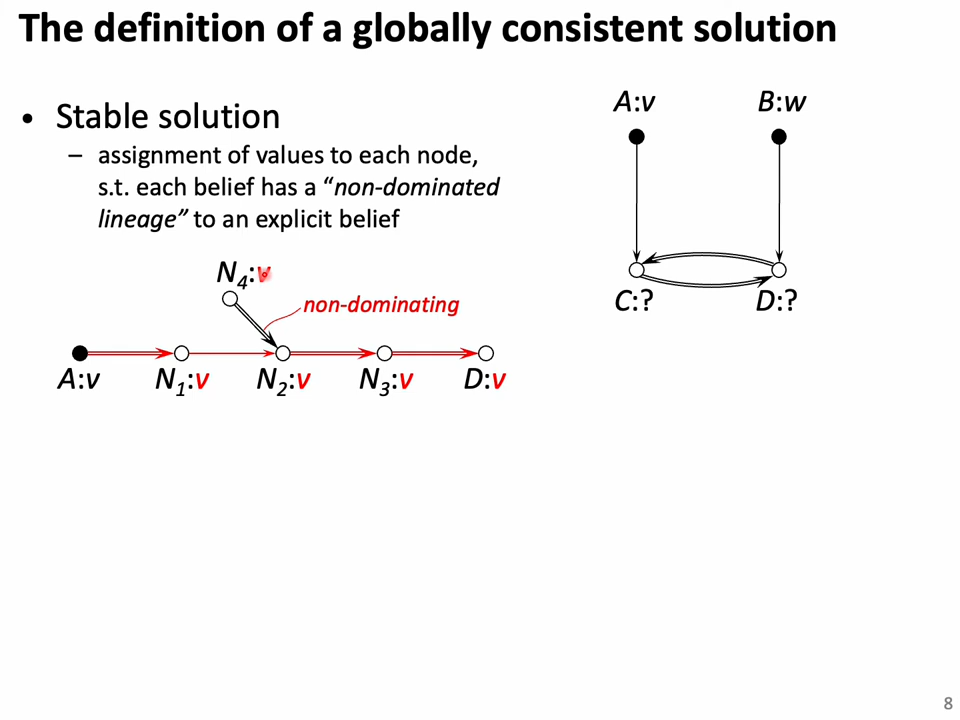 The definition of a globally consistent solution
• Stable solution
– assignment of values to each node,
s.t. each belief has a “non-dominated
lineage” to an explicit belief
N4:v
non-dominating
A:v N1:v N2:v N3:v D:v
A:v B:w
C:? D:?
8